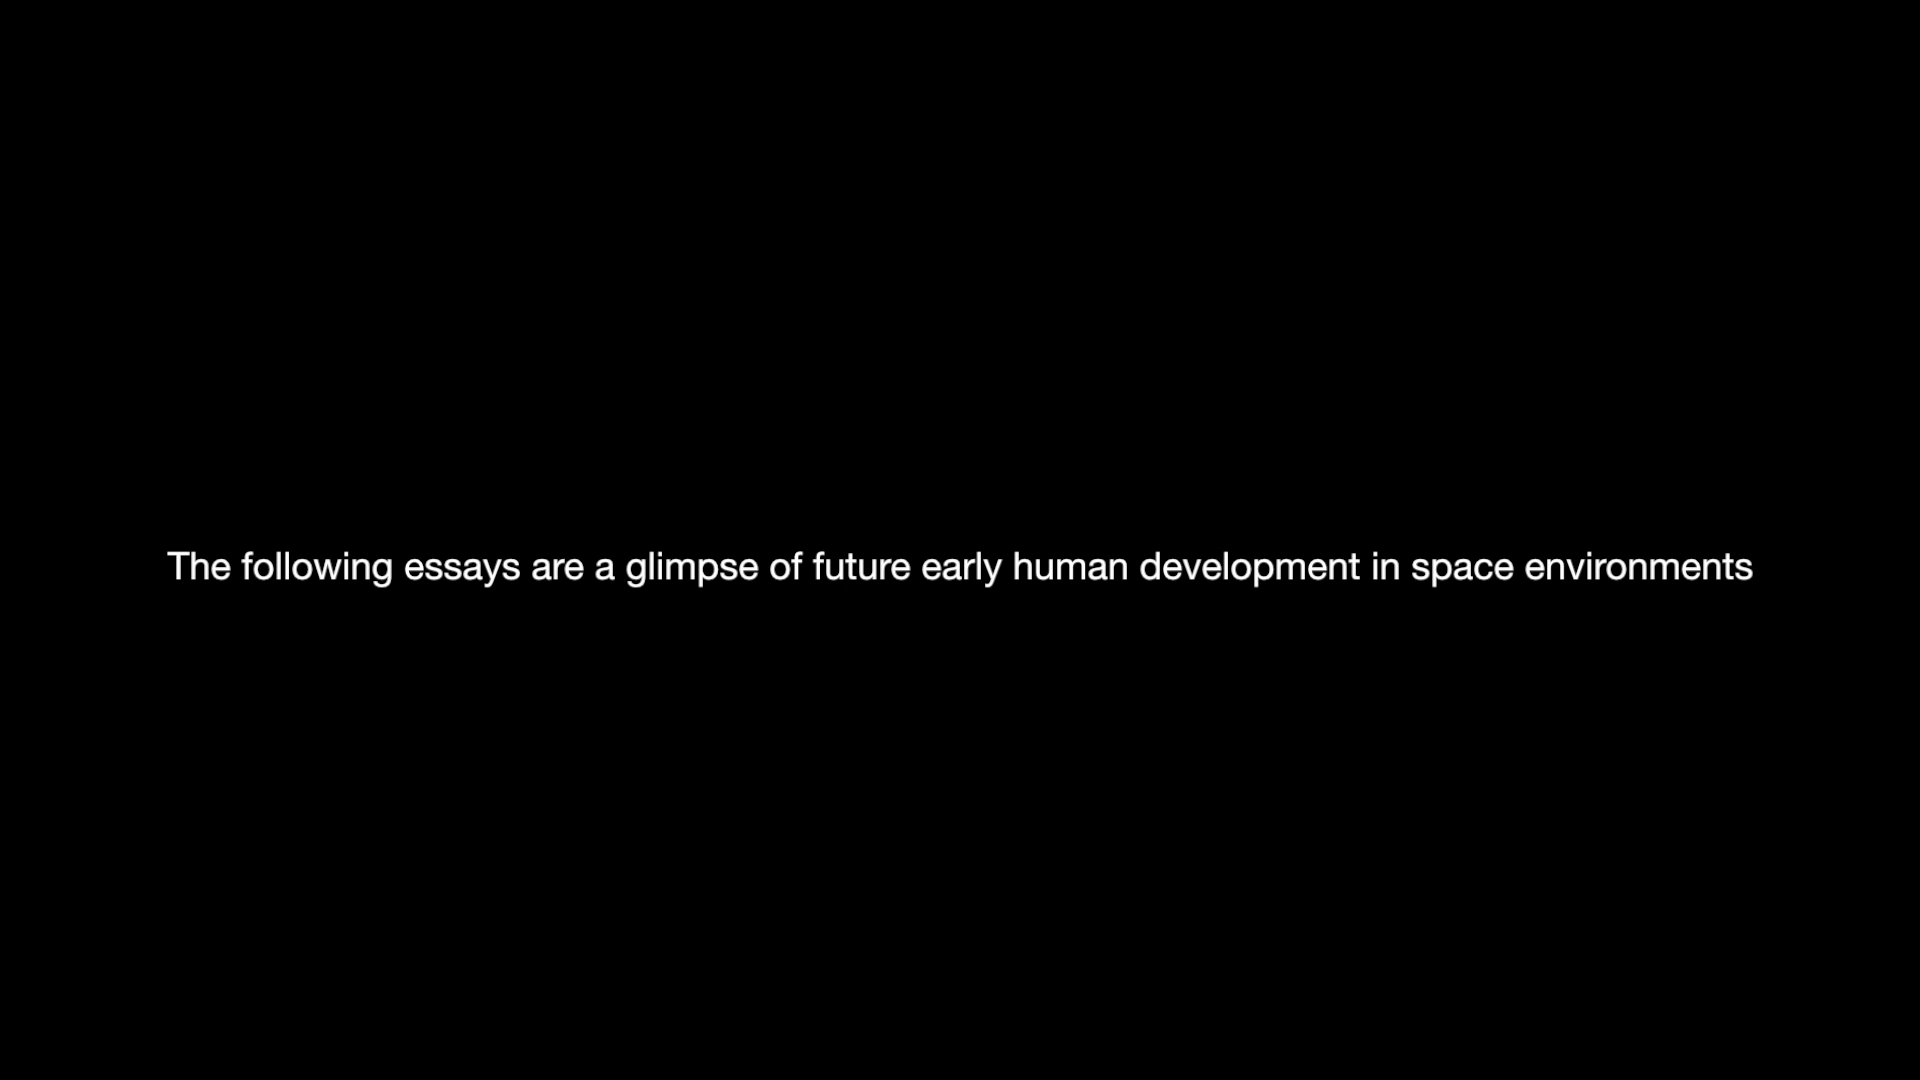 The following essays are a glimpse of future early human development in space environments